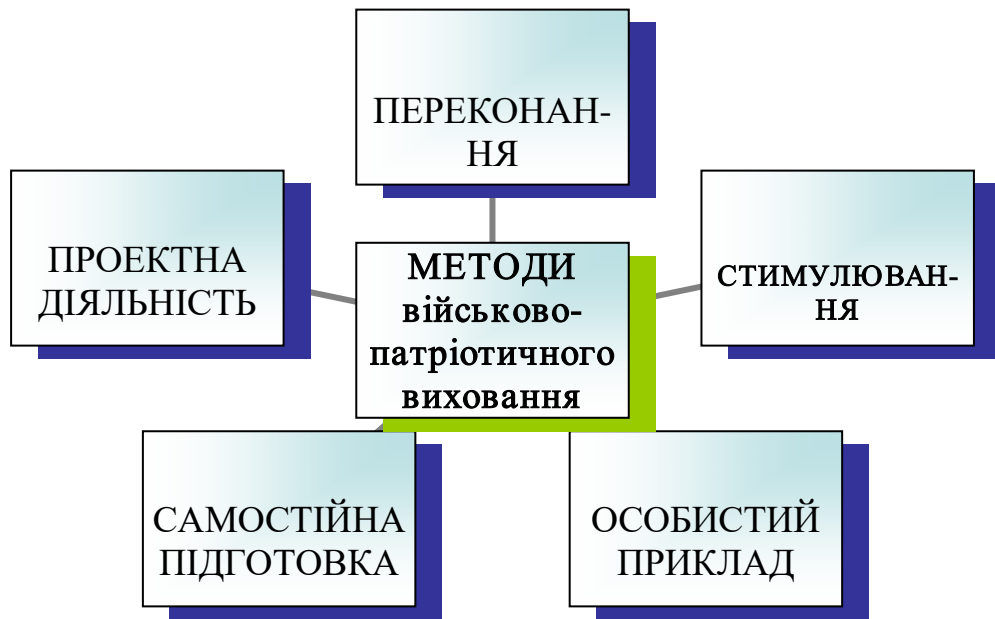 ПЕРЕКОНАН-
НЯ
ПРОЕКТНА
ДІЯЛЬНІСТЬ
МЕТОДИ
військово-
патріотичного
виховання
СТИМУЛЮВАН-
НЯ
САМОСТІЙНА
ПІДГОТОВКА
ОСОБИСТИЙ
ПРИКЛАД